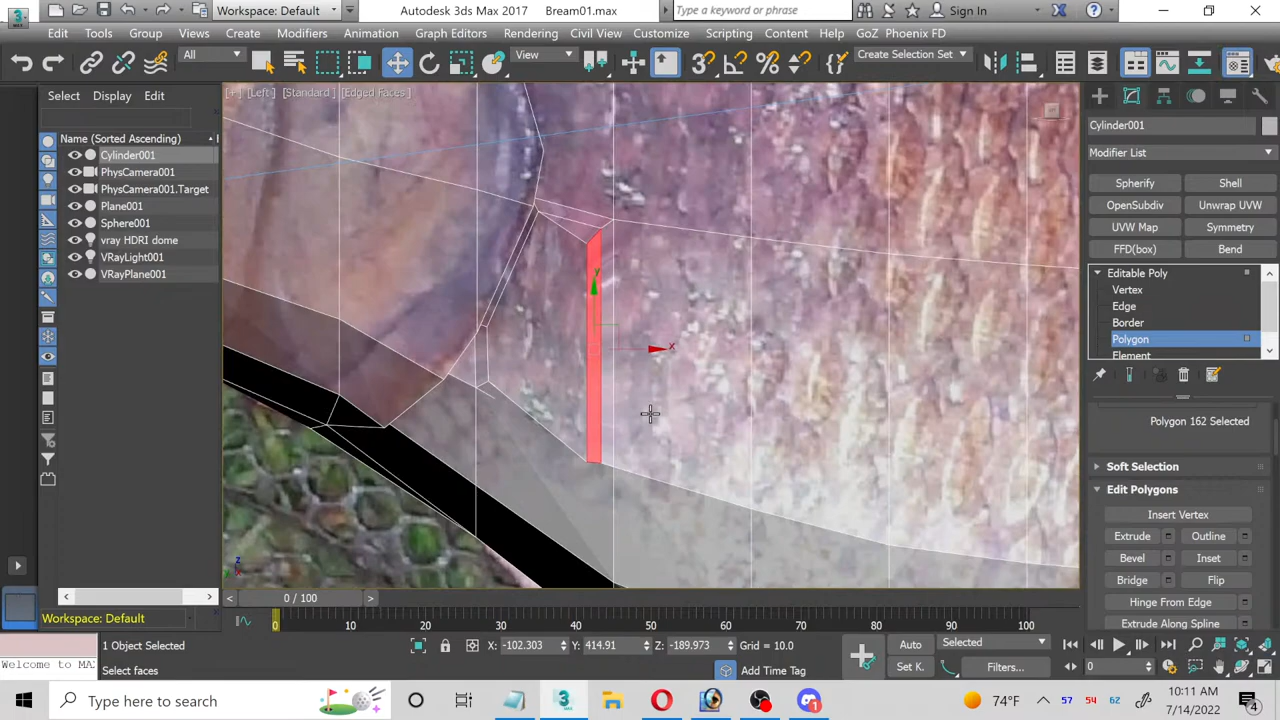 Workspace: Default
Autodesk 3ds Max 2017
Bream01.max
Type a keyword or phrase
Sign In
Edit
Tools
Group
Views
Create
Modifiers
Animation
Graph Editors
Rendering
Civil View
Customize
Scripting
Content
Help
GoZ
Phoenix FD
All
View
Create Selection Set
Select
Display
Edit
[+] [Left] [Standard] [Edged Faces]
Cylinder001
Modifier List
Name (Sorted Ascending)
Cylinder001
PhysCamera001
PhysCamera001.Target
Plane001
Sphere001
vray HDRI dome
VRayLight001
VRayPlane001
Spherify
Shell
OpenSubdiv
Unwrap UVW
UVW Map
Symmetry
FFD(box)
Bend
Editable Poly
Vertex
Edge
Border
Polygon
Element
Polygon 162 Selected
Soft Selection
Edit Polygons
Insert Vertex
Extrude
Outline
Bevel
Inset
Bridge
Flip
Hinge From Edge
Extrude Along Spline
y
x
z
0 / 100
Workspace: Default
0 10 20 30 40 50 60 70 80 90 100
Welcome to MA
1 Object Selected
Select faces
X: -102.303
Y: 414.91
Z: -189.973
Grid = 10.0
Add Time Tag
Auto
Selected
Set K.
Filters...
0
Type here to search
74°F
57 54 62
10:11 AM
7/14/2022
1
4